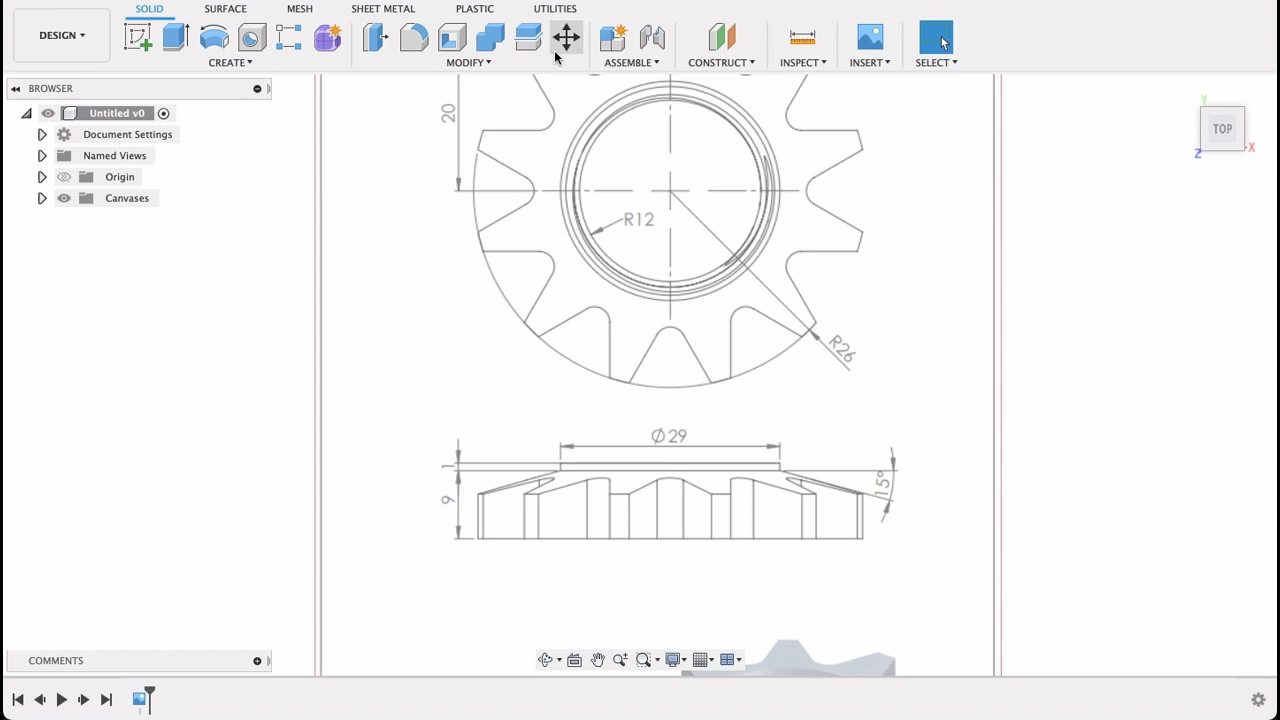 SOLID SURFACE MESH SHEET METAL PLASTIC UTILITIES
DESIGN
CREATE MODIFY ASSEMBLE CONSTRUCT INSPECT INSERT SELECT
BROWSER
Untitled v0
Document Settings
Named Views
Origin
Canvases
Y
TOP
X
Z
20
R12
R26
Ø29
1
9
15°
COMMENTS